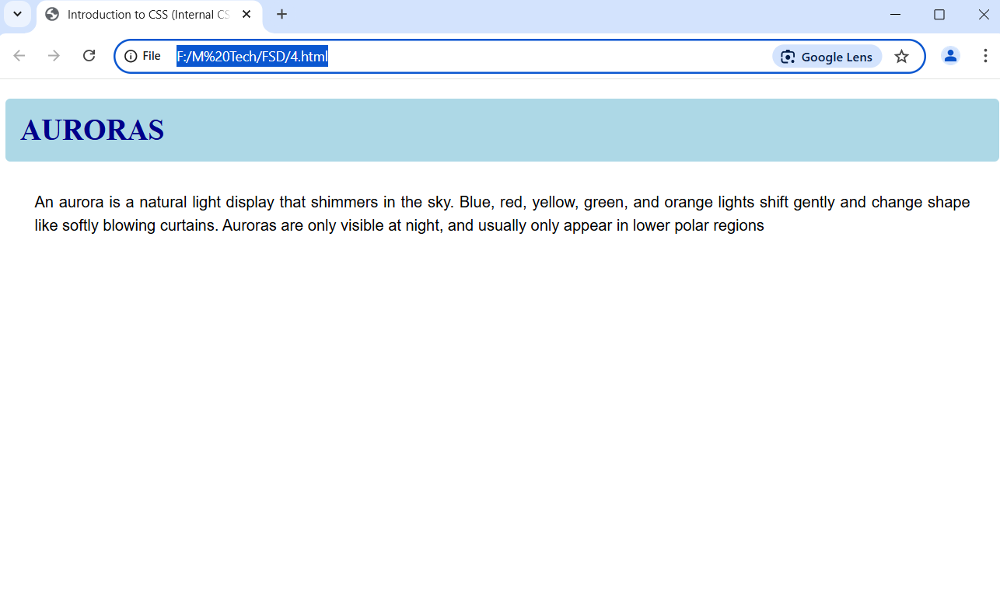 Introduction to CSS (Internal CS
File
F:/M%20Tech/FSD/4.html
Google Lens
AURORAS
An aurora is a natural light display that shimmers in the sky. Blue, red, yellow, green, and orange lights shift gently and change shape
like softly blowing curtains. Auroras are only visible at night, and usually only appear in lower polar regions